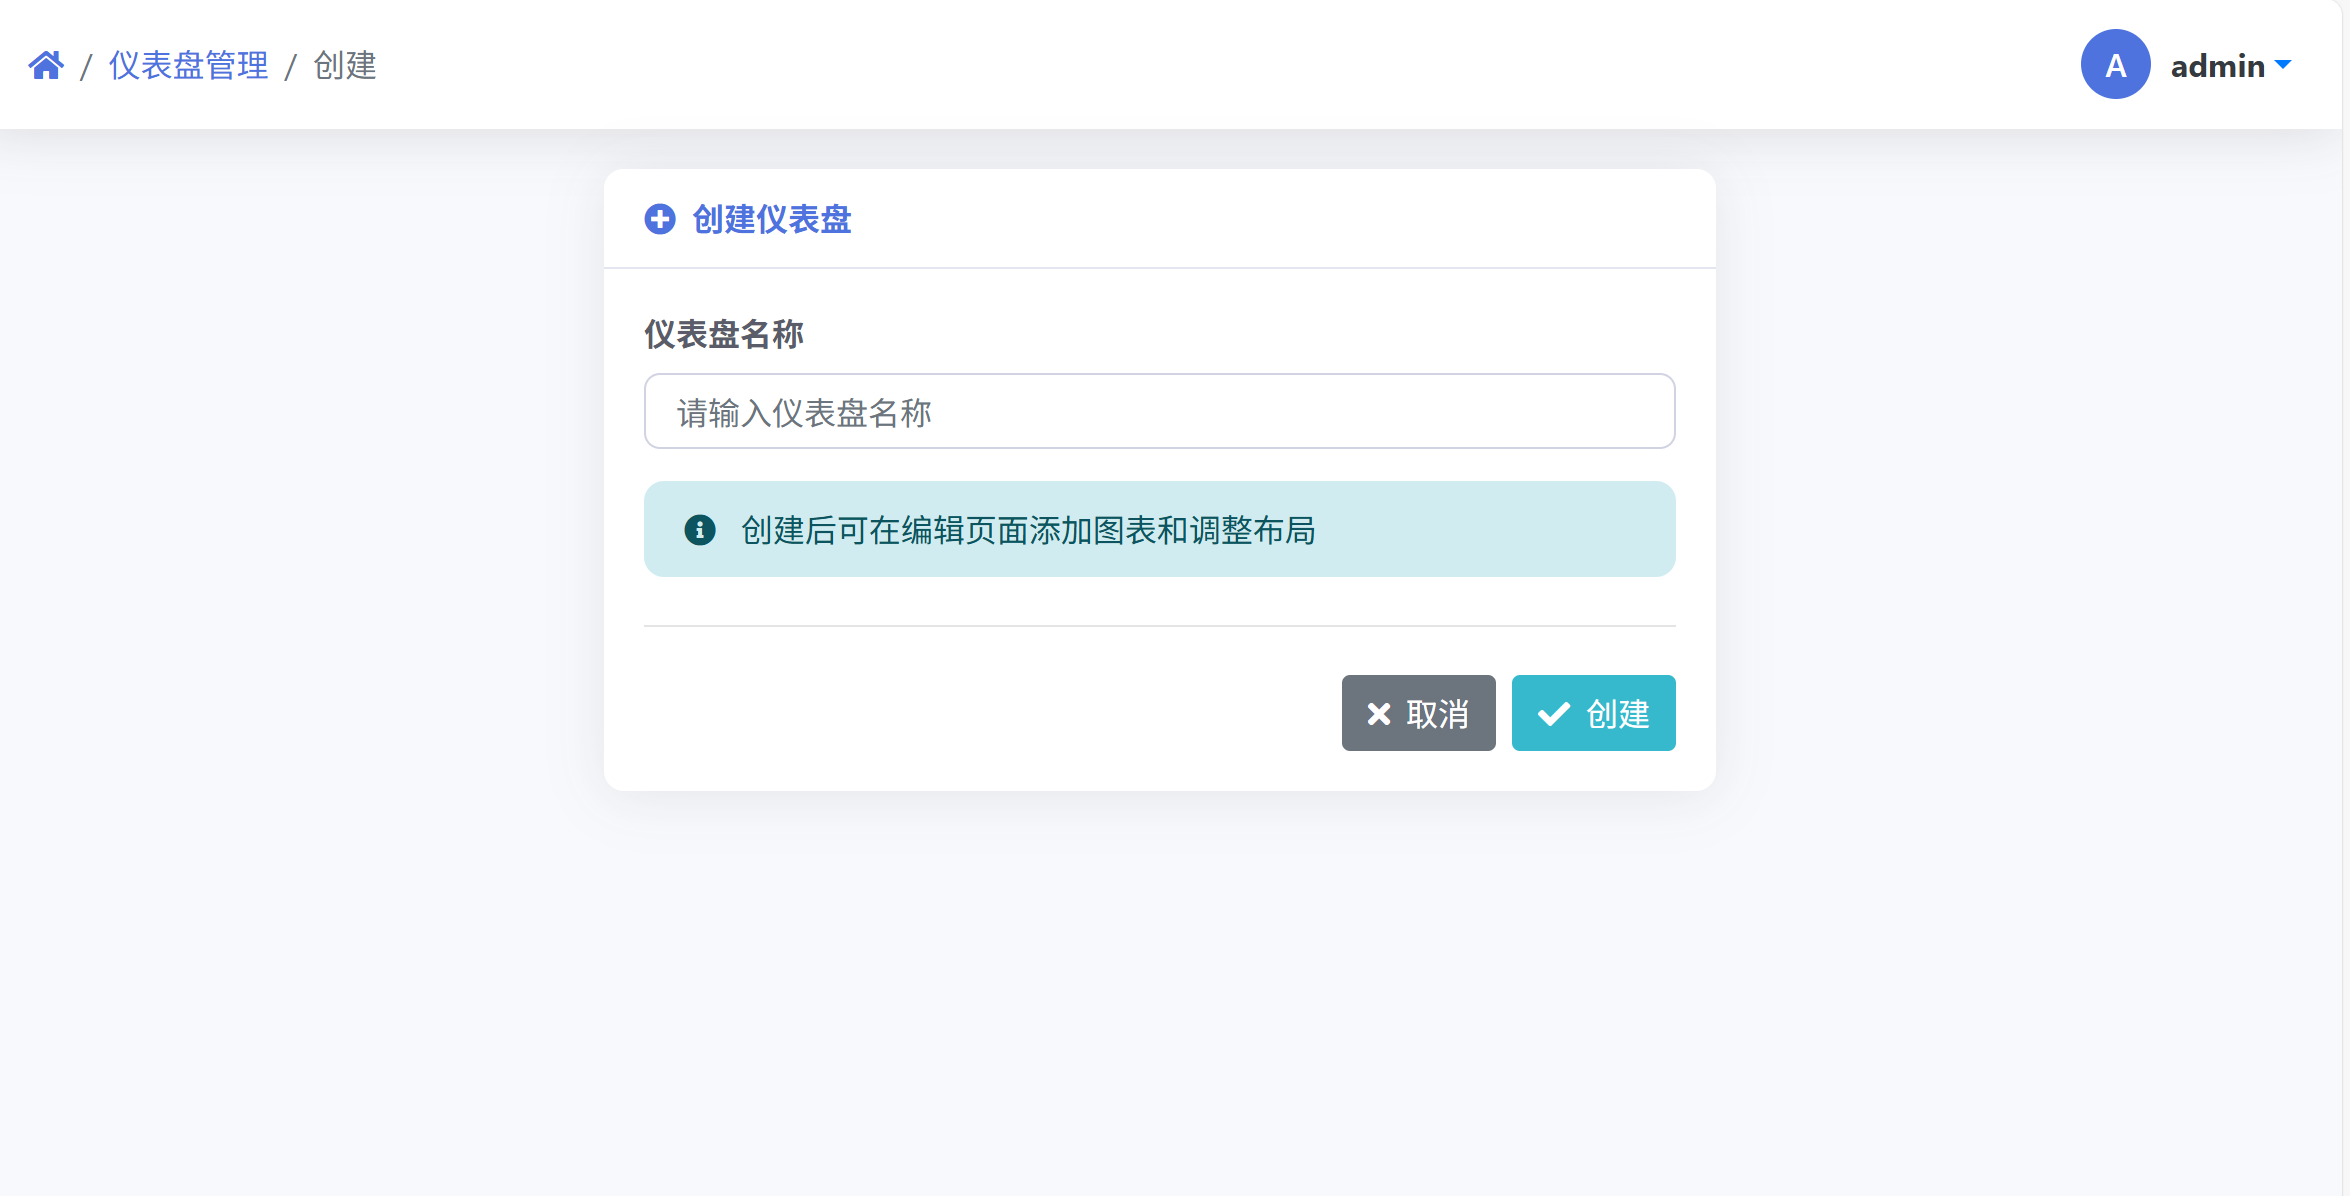 / 仪表盘管理 / 创建
A admin
创建仪表盘
仪表盘名称
请输入仪表盘名称
创建后可在编辑页面添加图表和调整布局
取消 创建